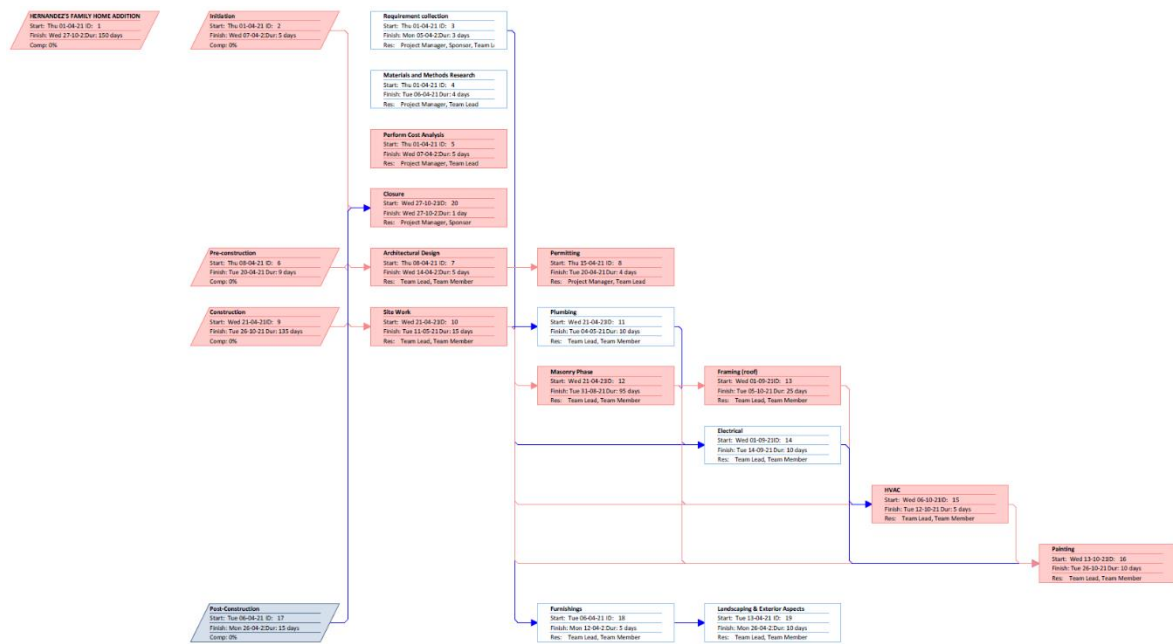 HERNANDEZ'S FAMILY HOME ADDITION
Start: Thu 01-04-21 ID: 1
Finish: Wed 27-10-21 Dur: 150 days
Comp: 0%
Initiation
Start: Thu 01-04-21 ID: 2
Finish: Wed 07-04-21 Dur: 5 days
Comp: 0%
Requirement collection
Start: Thu 01-04-21 ID: 3
Finish: Mon 05-04-2 Dur: 3 days
Res: Project Manager, Sponsor, Team L
Materials and Methods Research
Start: Thu 01-04-21 ID: 4
Finish: Tue 06-04-21 Dur: 4 days
Res: Project Manager, Team Lead
Perform Cost Analysis
Start: Thu 01-04-21 ID: 5
Finish: Wed 07-04-2 Dur: 5 days
Res: Project Manager, Team Lead
Closure
Start: Wed 27-10-21 ID: 20
Finish: Wed 27-10-2 Dur: 1 day
Res: Project Manager, Sponsor
Pre-construction
Start: Thu 08-04-21 ID: 6
Finish: Tue 20-04-21 Dur: 9 days
Comp: 0%
Architectural Design
Start: Thu 08-04-21 ID: 7
Finish: Wed 14-04-2 Dur: 5 days
Res: Team Lead, Team Member
Permitting
Start: Thu 15-04-21 ID: 8
Finish: Tue 20-04-21 Dur: 4 days
Res: Project Manager, Team Lead
Construction
Start: Wed 21-04-21 ID: 9
Finish: Tue 26-10-21 Dur: 135 days
Comp: 0%
Site Work
Start: Wed 21-04-21 ID: 10
Finish: Tue 11-05-21 Dur: 15 days
Res: Team Lead, Team Member
Plumbing
Start: Wed 21-04-21 ID: 11
Finish: Tue 04-05-21 Dur: 10 days
Res: Team Lead, Team Member
Masonry Phase
Start: Wed 21-04-21 ID: 12
Finish: Tue 31-08-21 Dur: 95 days
Res: Team Lead, Team Member
Framing (roof)
Start: Wed 01-09-21 ID: 13
Finish: Tue 05-10-21 Dur: 25 days
Res: Team Lead, Team Member
Electrical
Start: Wed 01-09-21 ID: 14
Finish: Tue 14-09-21 Dur: 10 days
Res: Team Lead, Team Member
HVAC
Start: Wed 06-10-21 ID: 15
Finish: Tue 12-10-21 Dur: 5 days
Res: Team Lead, Team Member
Painting
Start: Wed 13-10-21 ID: 16
Finish: Tue 26-10-21 Dur: 10 days
Res: Team Lead, Team Member
Post-Construction
Start: Tue 06-04-21 ID: 17
Finish: Mon 26-04-2 Dur: 15 days
Comp: 0%
Furnishings
Start: Tue 06-04-21 ID: 18
Finish: Mon 12-04-2 Dur: 5 days
Res: Team Lead, Team Member
Landscaping & Exterior Aspects
Start: Tue 13-04-21 ID: 19
Finish: Mon 26-04-2 Dur: 10 days
Res: Team Lead, Team Member